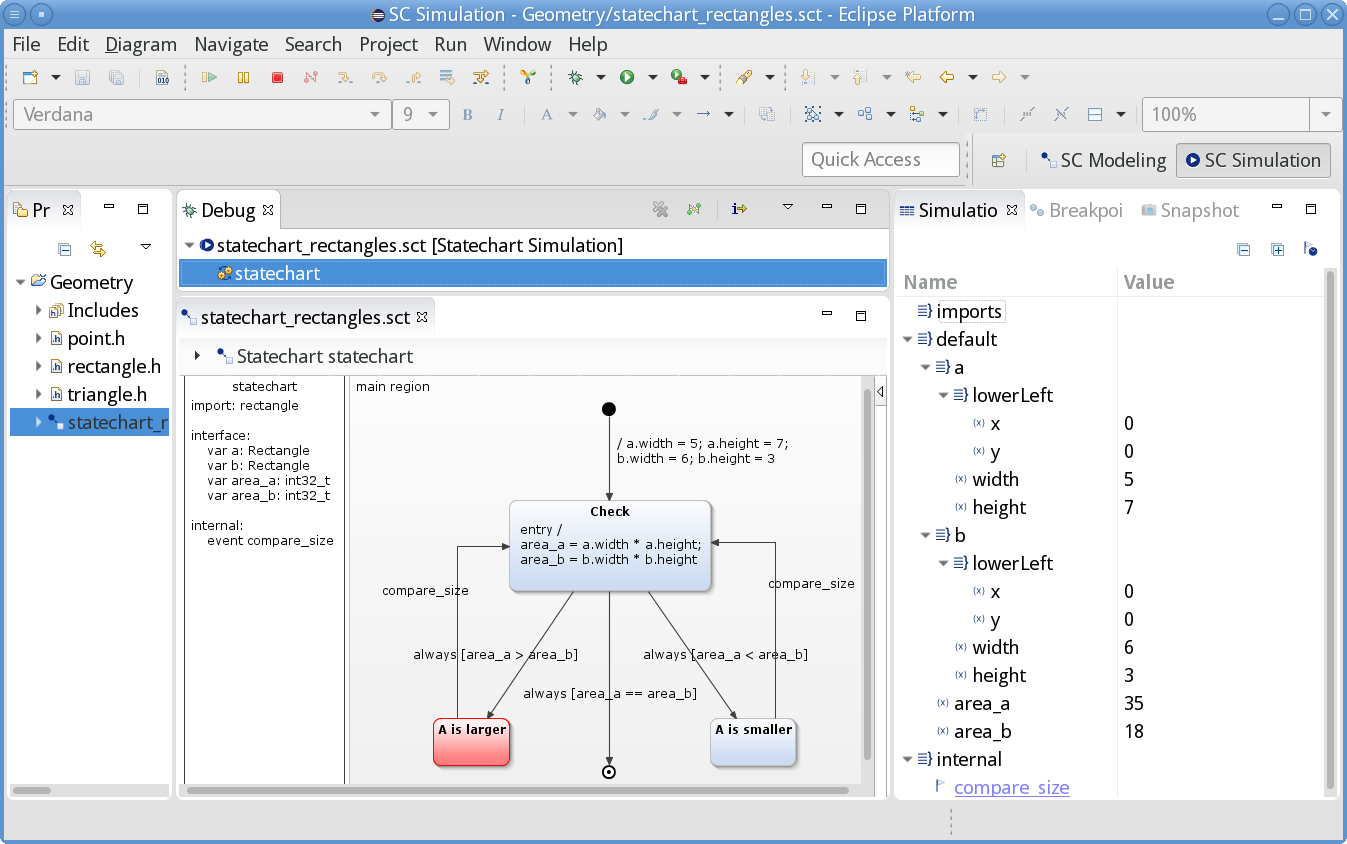 SC Simulation - Geometry/statechart_rectangles.sct - Eclipse Platform
File Edit Diagram Navigate Search Project Run Window Help
010
Verdana 9 B I A 100%
Quick Access SC Modeling SC Simulation
Pr
Geometry
Includes
point.h
rectangle.h
triangle.h
statechart_r
Debug
statechart_rectangles.sct [Statechart Simulation]
statechart
statechart_rectangles.sct
Statechart statechart
statechart
import: rectangle
interface:
var a: Rectangle
var b: Rectangle
var area_a: int32_t
var area_b: int32_t
internal:
event compare_size
main region
/ a.width = 5; a.height = 7;
b.width = 6; b.height = 3
Check
entry /
area_a = a.width * a.height;
area_b = b.width * b.height
compare_size
compare_size
always [area_a > area_b]
always [area_a < area_b]
always [area_a == area_b]
A is larger
A is smaller
Simulatio Breakpoi Snapshot
Name Value
imports
default
a
lowerLeft
(x) x 0
(x) y 0
(x) width 5
(x) height 7
b
lowerLeft
(x) x 0
(x) y 0
(x) width 6
(x) height 3
(x) area_a 35
(x) area_b 18
internal
compare_size